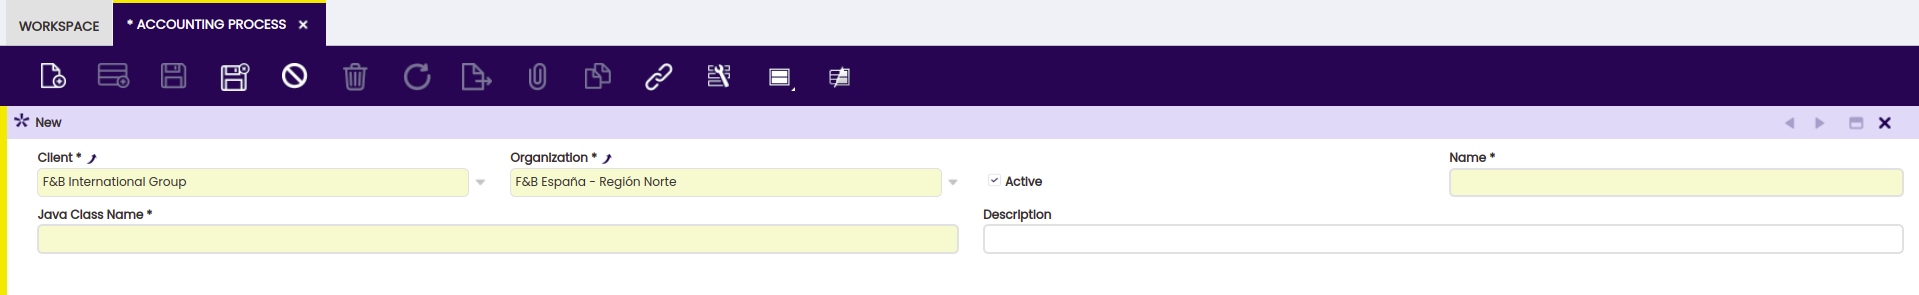 WORKSPACE
* ACCOUNTING PROCESS
New
Client *
Organization *
Name *
F&B International Group
F&B España - Región Norte
Active
Java Class Name *
Description